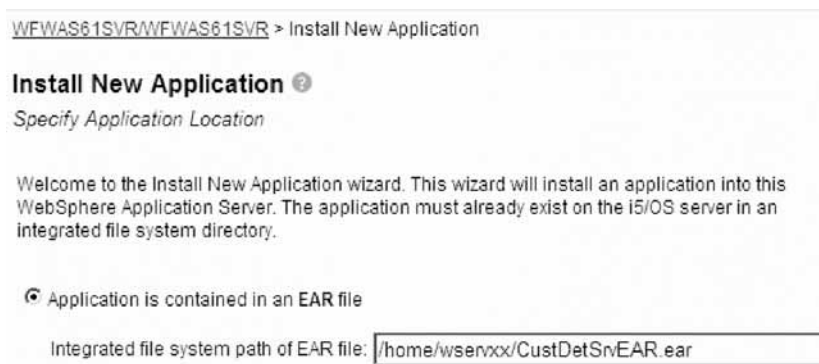 WFWAS61SVR/WFWAS61SVR > Install New Application
Install New Application ?
Specify Application Location
Welcome to the Install New Application wizard. This wizard will install an application into this
WebSphere Application Server. The application must already exist on the i5/OS server in an
integrated file system directory.
Application is contained in an EAR file
Integrated file system path of EAR file: /home/wservxx/CustDetSrvEAR.ear